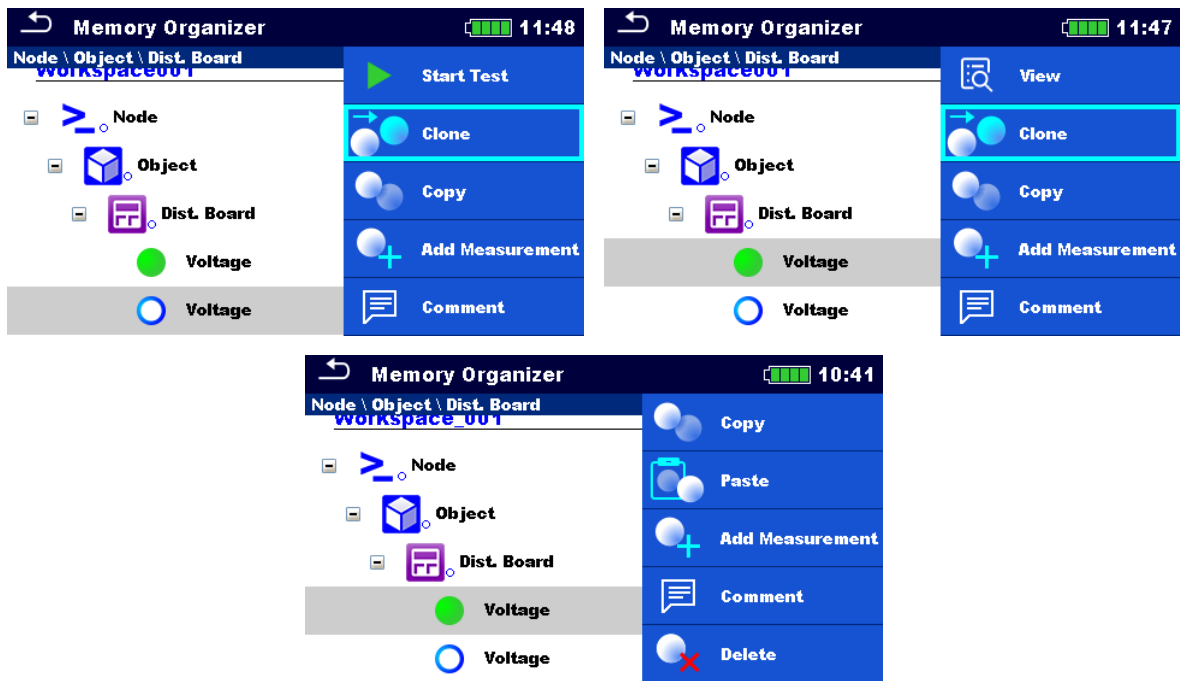 Memory Organizer 11:48
Node \ Object \ Dist. Board
Workspace001
Node
Object
Dist. Board
Voltage
Voltage
Start Test
Clone
Copy
Add Measurement
Comment
Memory Organizer 11:47
Node \ Object \ Dist. Board
Workspace001
Node
Object
Dist. Board
Voltage
Voltage
View
Clone
Copy
Add Measurement
Comment
Memory Organizer 10:41
Node \ Object \ Dist. Board
Workspace_001
Node
Object
Dist. Board
Voltage
Voltage
Copy
Paste
Add Measurement
Comment
Delete